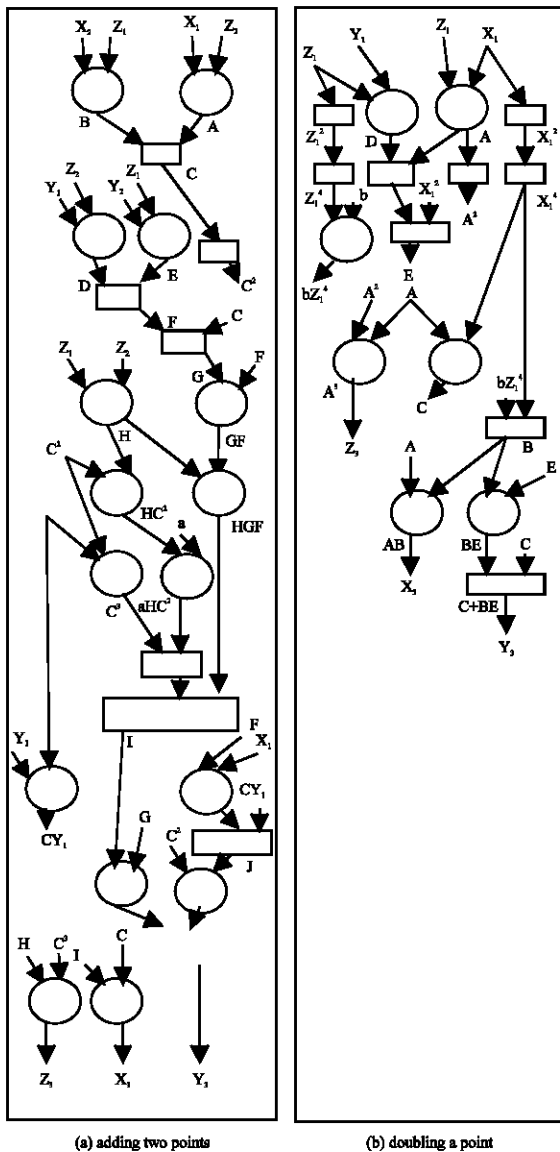 X₂ Z₁ X₁ Z₂
B A
C
Z₂ Z₁
Y₁ Y₂
D E C²
F C
Z₁ Z₂ G F
H GF
C²
HC² HGF
a
C³ aHC²
I F
Y₁ X₁
CY₁
CY₁ G C²
J
H C³ I C
Z₃ X₃ Y₃
(a) adding two points
Z₁ Y₁ Z₁ X₁
Z₁² D A X₁²
Z₁⁴ b X₁² A² X₁⁴
E
bZ₁⁴
A² A
A³ C
Z₃ bZ₁⁴
A B E
AB BE C
X₃ C+BE
Y₃
(b) doubling a point